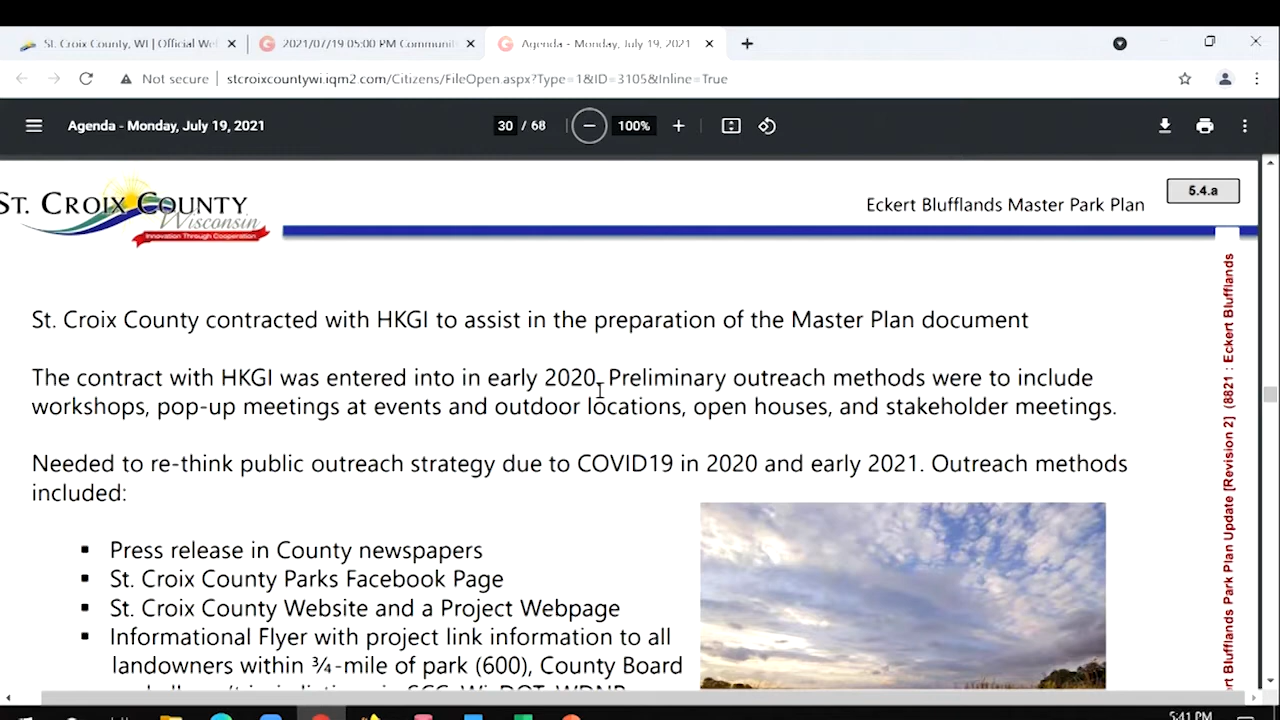 St. Croix County, WI | Official We
2021/07/19 05:00 PM Communi
Agenda - Monday, July 19, 2021
Not secure
stcroixcountywi.iqm2.com/Citizens/FileOpen.aspx?Type=1&ID=3105&Inline=True
Agenda - Monday, July 19, 2021
30 / 68
100%
ST. CROIX COUNTY
Wisconsin
Innovation Through Cooperation
Eckert Blufflands Master Park Plan
5.4.a
St. Croix County contracted with HKGI to assist in the preparation of the Master Plan document
The contract with HKGI was entered into in early 2020. Preliminary outreach methods were to include
workshops, pop-up meetings at events and outdoor locations, open houses, and stakeholder meetings.
Needed to re-think public outreach strategy due to COVID19 in 2020 and early 2021. Outreach methods
included:
▪ Press release in County newspapers
▪ St. Croix County Parks Facebook Page
▪ St. Croix County Website and a Project Webpage
▪ Informational Flyer with project link information to all
landowners within ¾-mile of park (600), County Board
rt Blufflands Park Plan Update [Revision 2] (8821 : Eckert Blufflands
5:41 PM